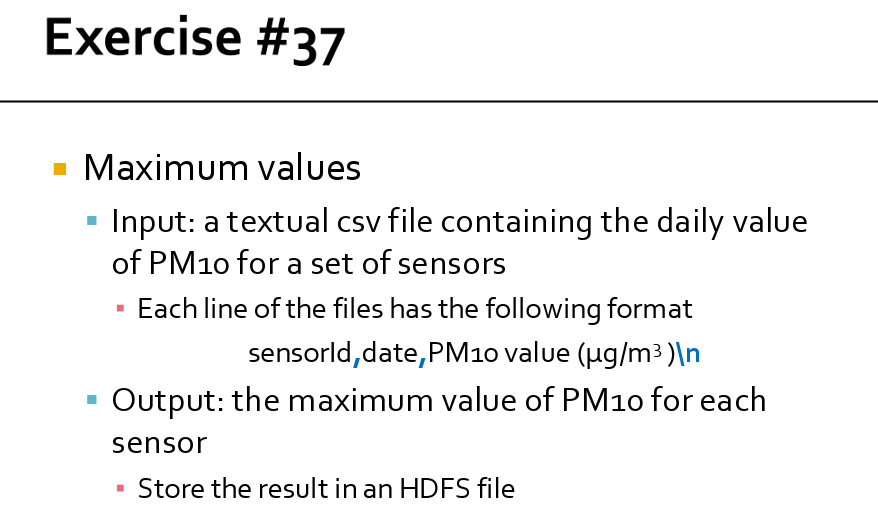 Exercise #37
Maximum values
Input: a textual csv file containing the daily value
of PM10 for a set of sensors
Each line of the files has the following format
sensorId,date,PM10 value (μg/m³ )\n
Output: the maximum value of PM10 for each
sensor
Store the result in an HDFS file